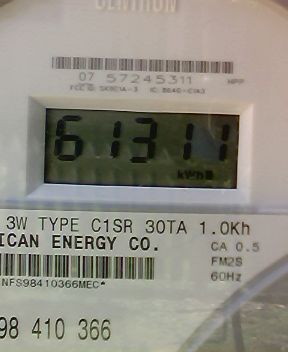 CENTRON
07 57245311
61311
kWh
3W TYPE C1SR 30TA 1.0Kh
ICAN ENERGY CO.
CA 0.5
FM2S
60Hz
NFS98410366MEC*
98 410 366